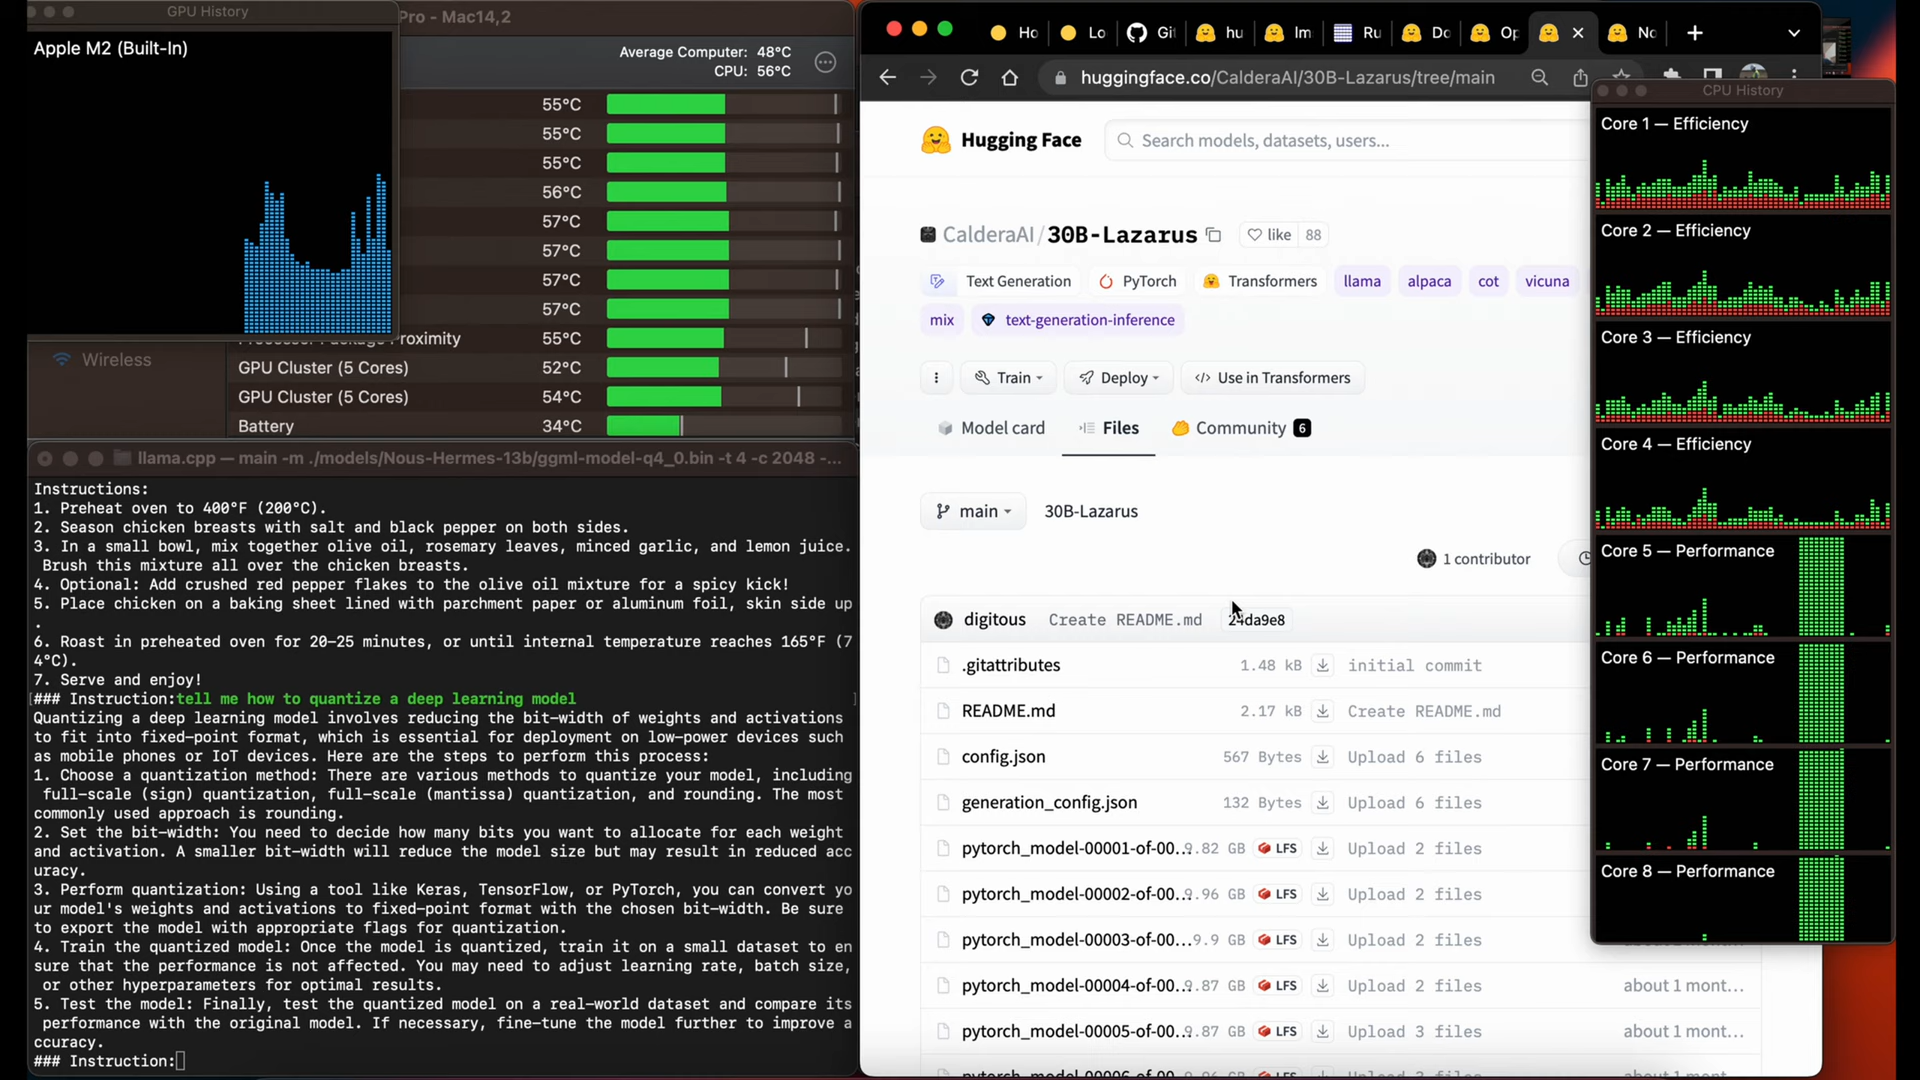 GPU History
Apple M2 (Built-In)
Pro - Mac14,2
Average Computer: 48°C
CPU: 56°C
55°C
55°C
55°C
56°C
57°C
57°C
57°C
57°C
55°C
Wireless
GPU Cluster (5 Cores) 52°C
GPU Cluster (5 Cores) 54°C
Battery 34°C
llama.cpp — main -m ./models/Nous-Hermes-13b/ggml-model-q4_0.bin -t 4 -c 2048 -...
Instructions:
1. Preheat oven to 400°F (200°C).
2. Season chicken breasts with salt and black pepper on both sides.
3. In a small bowl, mix together olive oil, rosemary leaves, minced garlic, and lemon juice.
Brush this mixture all over the chicken breasts.
4. Optional: Add crushed red pepper flakes to the olive oil mixture for a spicy kick!
5. Place chicken on a baking sheet lined with parchment paper or aluminum foil, skin side up
.
6. Roast in preheated oven for 20-25 minutes, or until internal temperature reaches 165°F (7
4°C).
7. Serve and enjoy!
### Instruction:tell me how to quantize a deep learning model
Quantizing a deep learning model involves reducing the bit-width of weights and activations
to fit into fixed-point format, which is essential for deployment on low-power devices such
as mobile phones or IoT devices. Here are the steps to perform this process:
1. Choose a quantization method: There are various methods to quantize your model, including
full-scale (sign) quantization, full-scale (mantissa) quantization, and rounding. The most
commonly used approach is rounding.
2. Set the bit-width: You need to decide how many bits you want to allocate for each weight
and activation. A smaller bit-width will reduce the model size but may result in reduced acc
uracy.
3. Perform quantization: Using a tool like Keras, TensorFlow, or PyTorch, you can convert yo
ur model's weights and activations to fixed-point format with the chosen bit-width. Be sure
to export the model with appropriate flags for quantization.
4. Train the quantized model: Once the model is quantized, train it on a small dataset to en
sure that the performance is not affected. You may need to adjust learning rate, batch size,
or other hyperparameters for optimal results.
5. Test the model: Finally, test the quantized model on a real-world dataset and compare its
performance with the original model. If necessary, fine-tune the model further to improve a
ccuracy.
### Instruction:
Ho Lo Gi hu Im Ru Do Op No
huggingface.co/CalderaAI/30B-Lazarus/tree/main
Hugging Face
Search models, datasets, users...
CalderaAI/30B-Lazarus like 88
Text Generation PyTorch Transformers llama alpaca cot vicuna
mix text-generation-inference
Train Deploy </> Use in Transformers
Model card Files Community 6
main 30B-Lazarus
1 contributor
digitous Create README.md 24da9e8
.gitattributes 1.48 kB initial commit
README.md 2.17 kB Create README.md
config.json 567 Bytes Upload 6 files
generation_config.json 132 Bytes Upload 6 files
pytorch_model-00001-of-00... 9.82 GB LFS Upload 2 files
pytorch_model-00002-of-00... 9.96 GB LFS Upload 2 files
pytorch_model-00003-of-00... 9.9 GB LFS Upload 2 files
pytorch_model-00004-of-00... 9.87 GB LFS Upload 2 files about 1 mont...
pytorch_model-00005-of-00... 9.87 GB LFS Upload 3 files about 1 mont...
CPU History
Core 1 — Efficiency
Core 2 — Efficiency
Core 3 — Efficiency
Core 4 — Efficiency
Core 5 — Performance
Core 6 — Performance
Core 7 — Performance
Core 8 — Performance